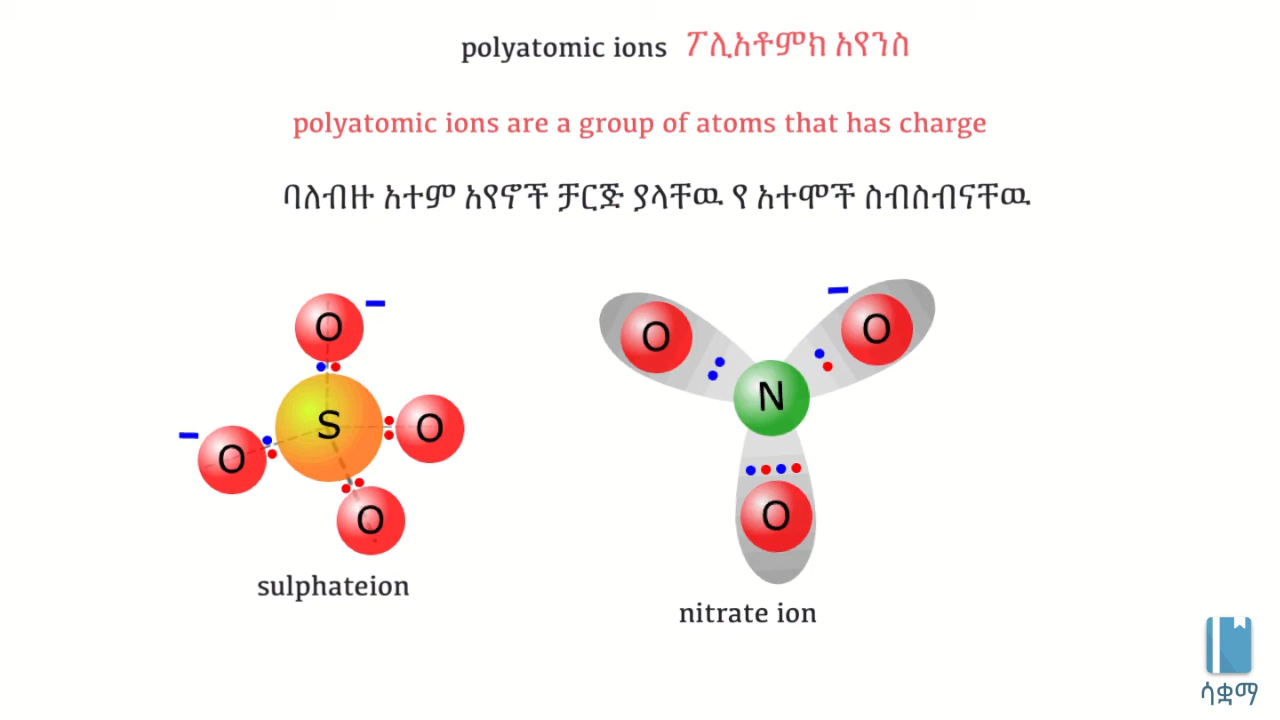 polyatomic ions ፖሊአቶምክ አየንስ
polyatomic ions are a group of atoms that has charge
ባለብዙ አተም አየኖች ቻርጅ ያላቸዉ የ አተሞች ስብስብናቸዉ
O
S
O
O
O
sulphateion
O
O
N
O
nitrate ion
ሳቋማ